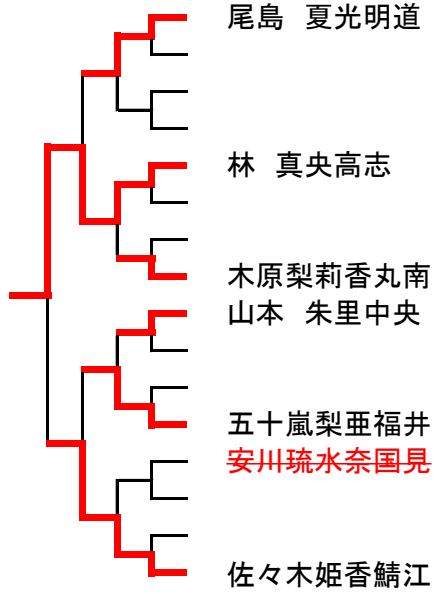 尾島　夏光明道
林　真央高志
木原梨莉香丸南
山本　朱里中央
五十嵐梨亜福井
安川琉水奈国見
佐々木姫香鯖江